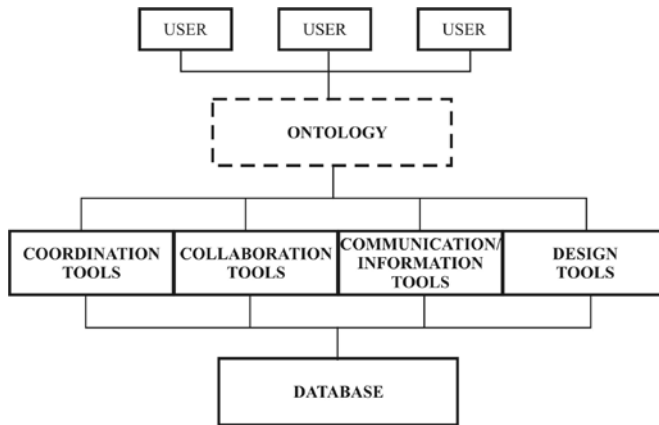 USER
USER
USER
ONTOLOGY
COORDINATION
TOOLS
COLLABORATION
TOOLS
COMMUNICATION/
INFORMATION
TOOLS
DESIGN
TOOLS
DATABASE